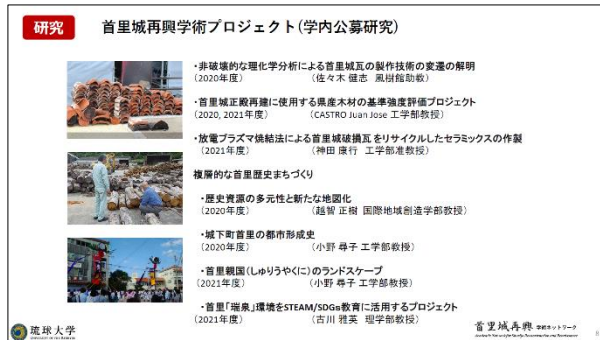 研究
首里城再興学術プロジェクト(学内公募研究)
・非破壊的な理化学分析による首里城瓦の製作技術の変遷の解明
(2020年度) (佐々木 健志 風樹館助教)
・首里城正殿再建に使用する県産木材の基準強度評価プロジェクト
(2020, 2021年度) (CASTRO Juan Jose 工学部教授)
・放電プラズマ焼結法による首里城破損瓦をリサイクルしたセラミックスの作製
(2021年度) (神田 康行 工学部准教授)
複層的な首里歴史まちづくり
・歴史資源の多元性と新たな地図化
(2020年度) (越智 正樹 国際地域創造学部教授)
・城下町首里の都市形成史
(2020年度) (小野 尋子 工学部教授)
・首里親国(しゅりうやくに)のランドスケープ
(2021年度) (小野 尋子 工学部教授)
・首里「瑞泉」環境をSTEAM/SDGs教育に活用するプロジェクト
(2021年度) (古川 雅英 理学部教授)
琉球大学
UNIVERSITY OF THE RYUKYUS
首里城再興 学術ネットワーク